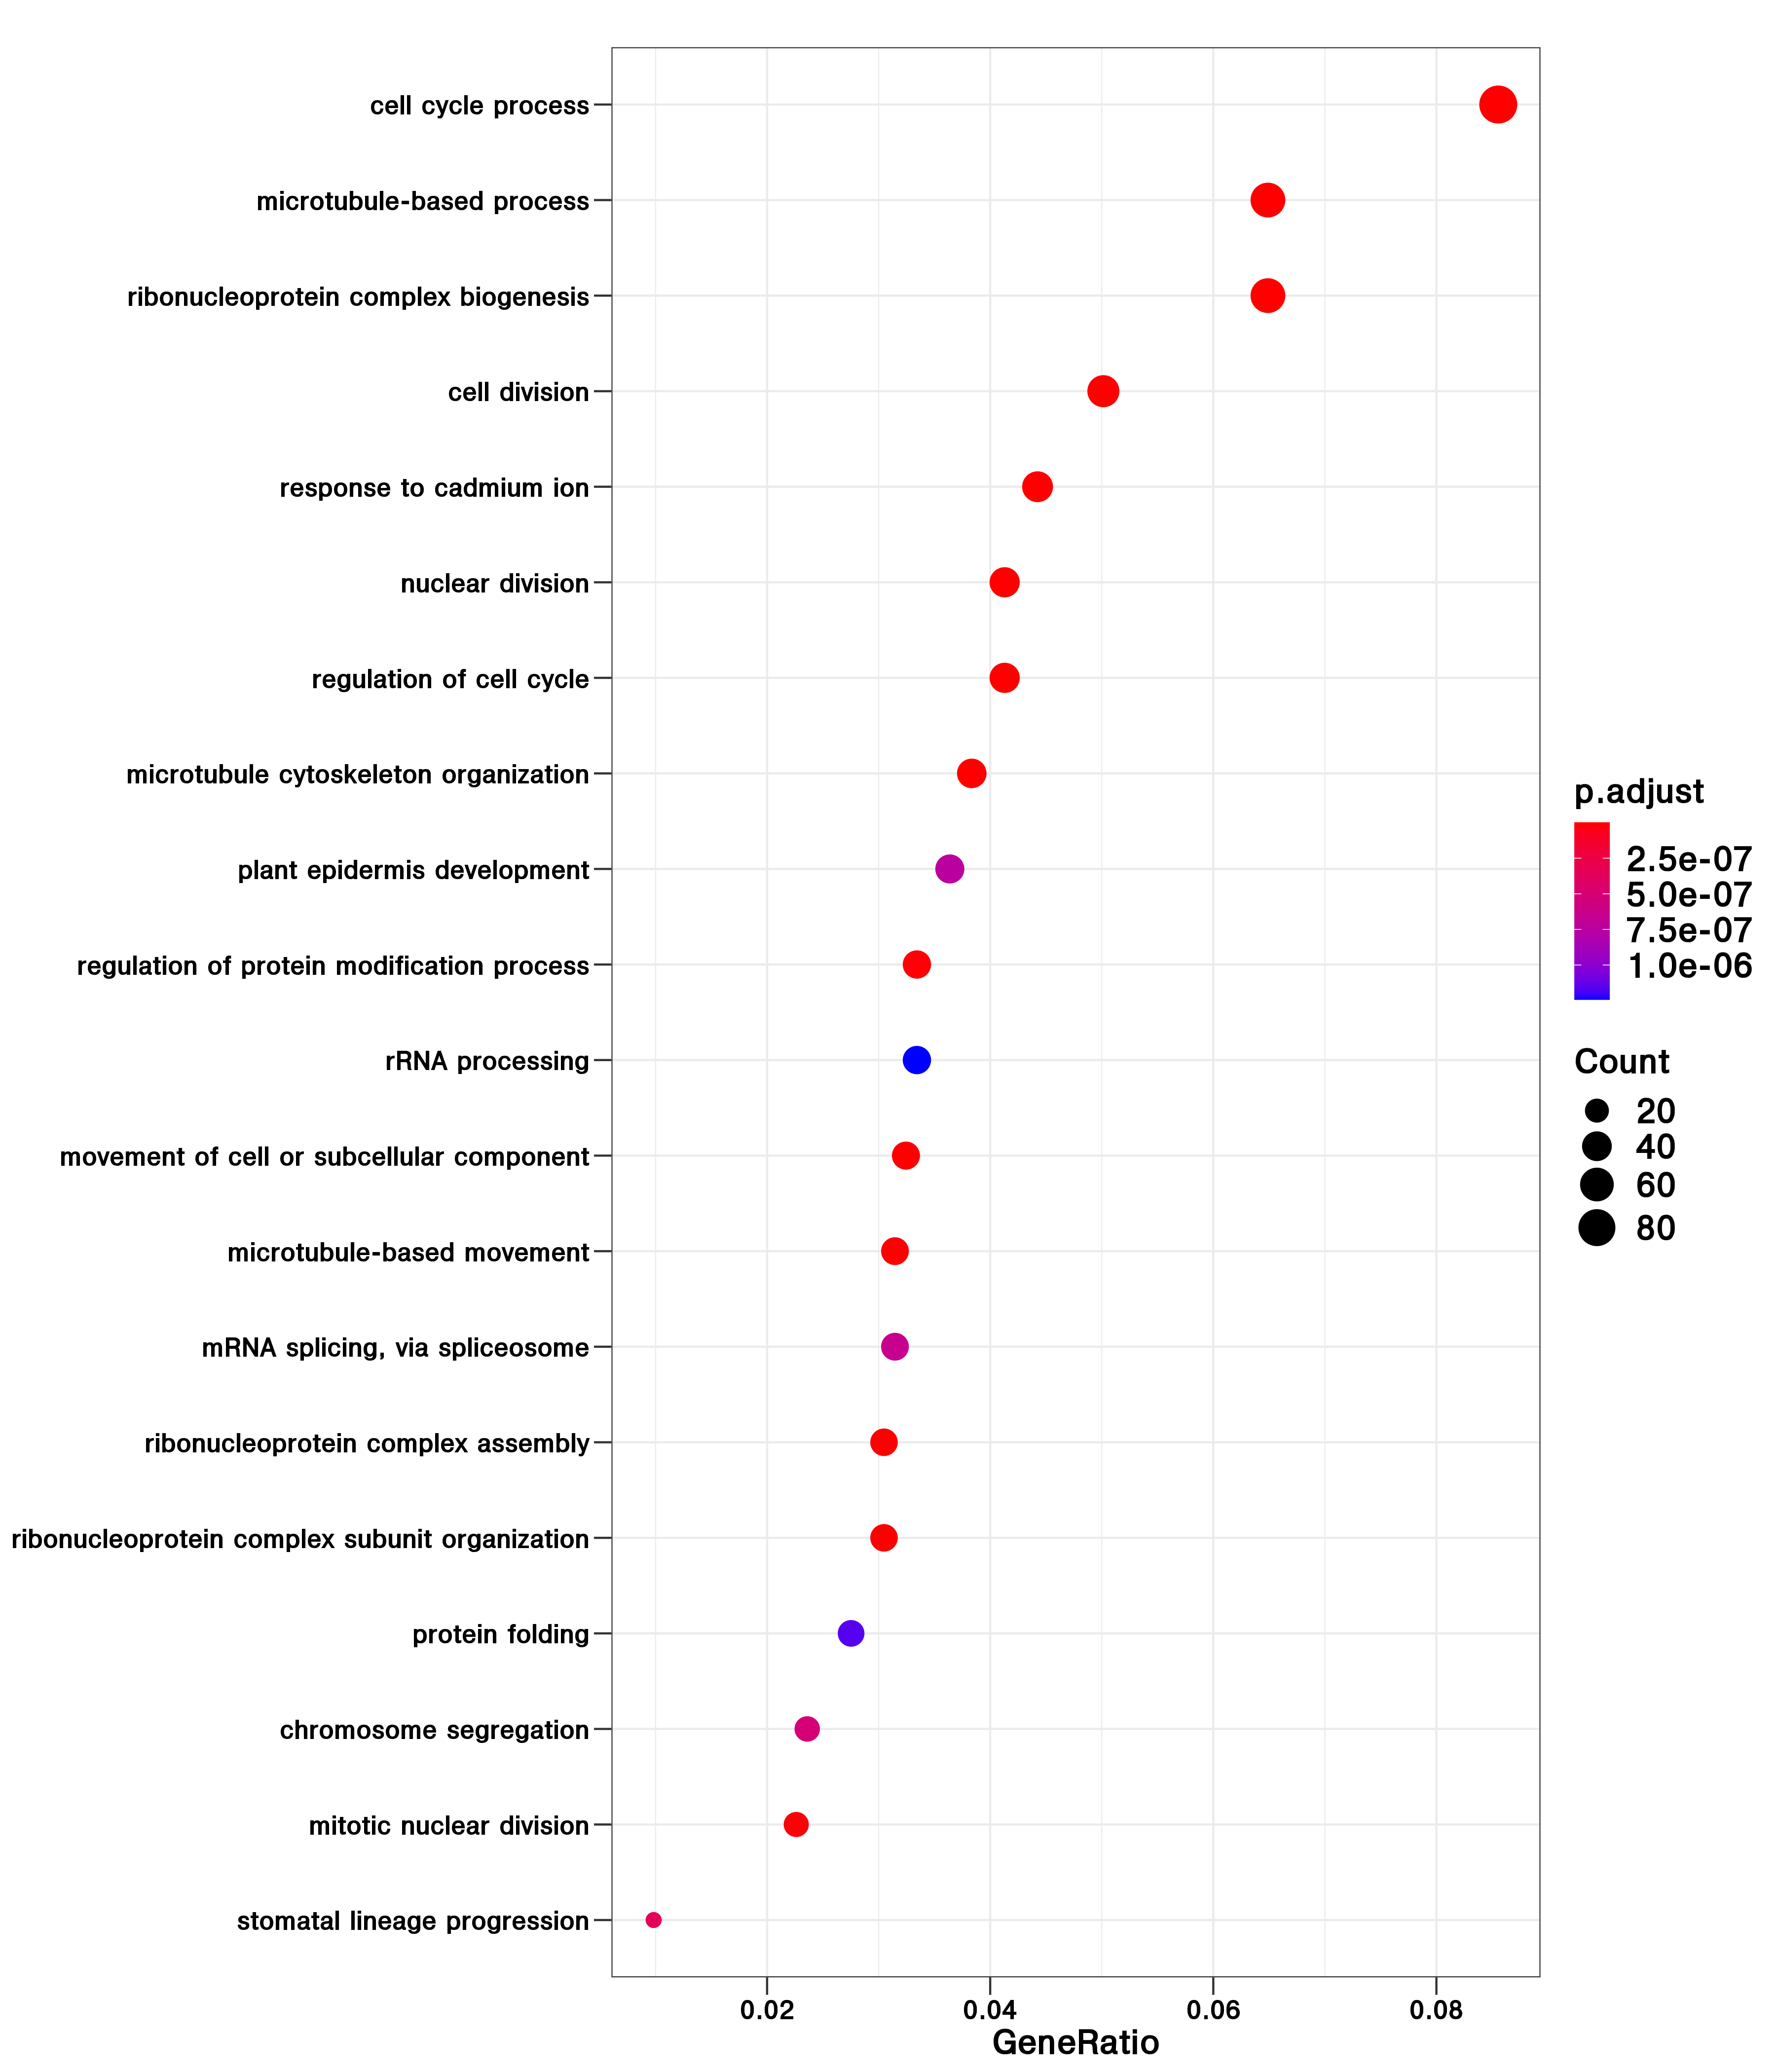 cell cycle process
microtubule-based process
ribonucleoprotein complex biogenesis
cell division
response to cadmium ion
nuclear division
regulation of cell cycle
microtubule cytoskeleton organization
plant epidermis development
regulation of protein modification process
rRNA processing
movement of cell or subcellular component
microtubule-based movement
mRNA splicing, via spliceosome
ribonucleoprotein complex assembly
ribonucleoprotein complex subunit organization
protein folding
chromosome segregation
mitotic nuclear division
stomatal lineage progression
0.02 0.04 0.06 0.08
GeneRatio
p.adjust
2.5e-07
5.0e-07
7.5e-07
1.0e-06
Count
20
40
60
80